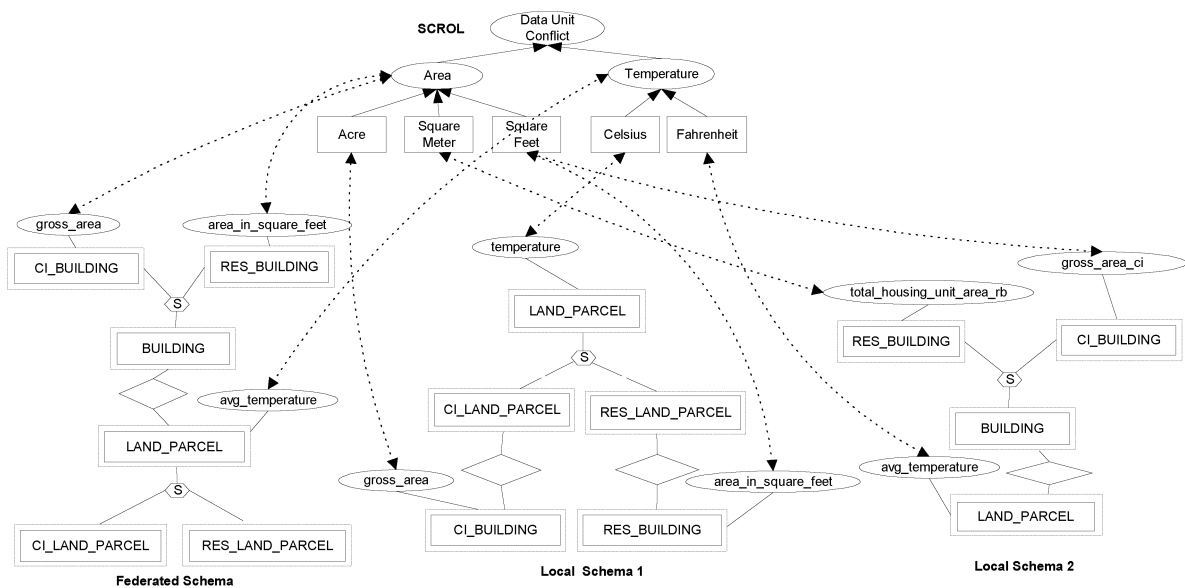 Data Unit
Conflict
SCROL
Area
Temperature
Acre
Square
Meter
Square
Feet
Celsius
Fahrenheit
gross_area
area_in_square_feet
CI_BUILDING
RES_BUILDING
S
BUILDING
avg_temperature
LAND_PARCEL
S
CI_LAND_PARCEL
RES_LAND_PARCEL
Federated Schema
temperature
LAND_PARCEL
S
CI_LAND_PARCEL
RES_LAND_PARCEL
gross_area
area_in_square_feet
CI_BUILDING
RES_BUILDING
Local Schema 1
gross_area_ci
total_housing_unit_area_rb
RES_BUILDING
CI_BUILDING
S
BUILDING
avg_temperature
LAND_PARCEL
Local Schema 2